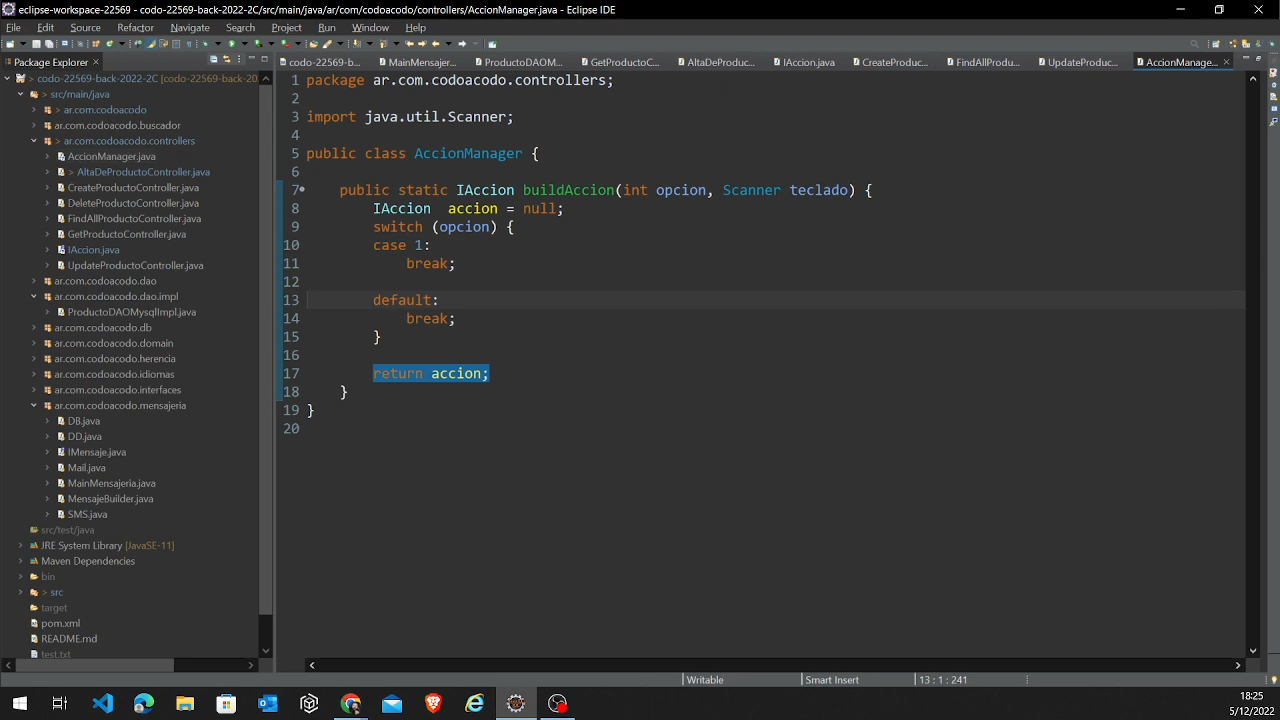 eclipse-workspace-22569 - codo-22569-back-2022-2C/src/main/java/ar/com/codoacodo/controllers/AccionManager.java - Eclipse IDE
File Edit Source Refactor Navigate Search Project Run Window Help
Package Explorer
codo-22569-b...
MainMensajer...
ProductoDAOM...
GetProductoC...
AltaDeProduc...
IAccion.java
CreateProduc...
FindAllProdu...
UpdateProduc...
AccionManage...
> codo-22569-back-2022-2C [codo-22569-back-20
> src/main/java
> ar.com.codoacodo
ar.com.codoacodo.buscador
> ar.com.codoacodo.controllers
AccionManager.java
> AltaDeProductoController.java
CreateProductoController.java
DeleteProductoController.java
FindAllProductoController.java
GetProductoController.java
IAccion.java
UpdateProductoController.java
ar.com.codoacodo.dao
ar.com.codoacodo.dao.impl
ProductoDAOMysqlImpl.java
ar.com.codoacodo.db
ar.com.codoacodo.domain
ar.com.codoacodo.herencia
ar.com.codoacodo.idiomas
ar.com.codoacodo.interfaces
ar.com.codoacodo.mensajeria
DB.java
DD.java
IMensaje.java
Mail.java
MainMensajeria.java
MensajeBuilder.java
SMS.java
src/test/java
JRE System Library [JavaSE-11]
Maven Dependencies
bin
> src
target
pom.xml
README.md
test.txt
1 package ar.com.codoacodo.controllers;
2
3 import java.util.Scanner;
4
5 public class AccionManager {
6
7 public static IAccion buildAccion(int opcion, Scanner teclado) {
8 IAccion  accion = null;
9 switch (opcion) {
10 case 1:
11 break;
12
13 default:
14 break;
15 }
16
17 return accion;
18 }
19 }
20
Writable
Smart Insert
13 : 1 : 241
18:25
5/12/2022